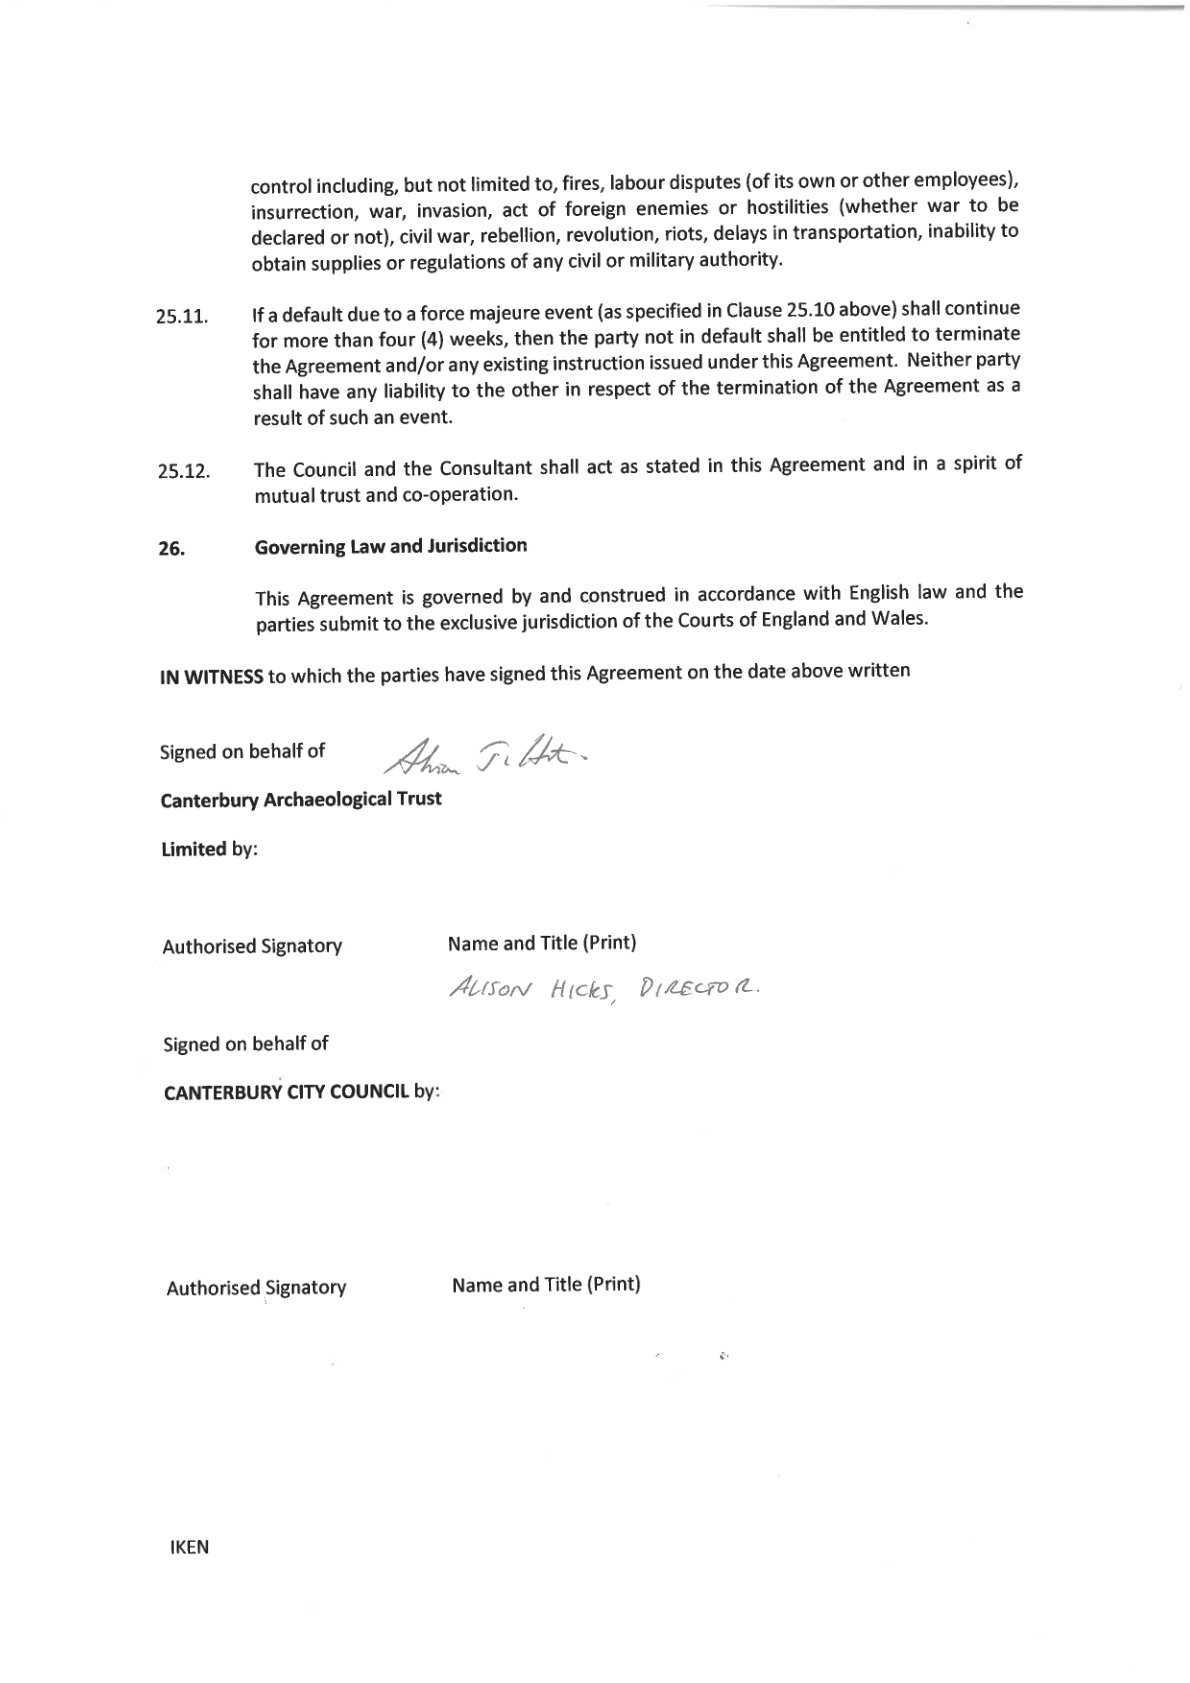 control including, but not limited to, fires, labour disputes (of its own or other employees),
insurrection, war, invasion, act of foreign enemies or hostilities (whether war to be
declared or not), civil war, rebellion, revolution, riots, delays in transportation, inability to
obtain supplies or regulations of any civil or military authority.
25.11. If a default due to a force majeure event (as specified in Clause 25.10 above) shall continue
for more than four (4) weeks, then the party not in default shall be entitled to terminate
the Agreement and/or any existing instruction issued under this Agreement. Neither party
shall have any liability to the other in respect of the termination of the Agreement as a
result of such an event.
25.12. The Council and the Consultant shall act as stated in this Agreement and in a spirit of
mutual trust and co-operation.
26. Governing Law and Jurisdiction
This Agreement is governed by and construed in accordance with English law and the
parties submit to the exclusive jurisdiction of the Courts of England and Wales.
IN WITNESS to which the parties have signed this Agreement on the date above written
Signed on behalf of
Canterbury Archaeological Trust
Limited by:
Authorised Signatory Name and Title (Print)
ALISON HICKS, DIRECTOR.
Signed on behalf of
CANTERBURY CITY COUNCIL by:
Authorised Signatory Name and Title (Print)
IKEN